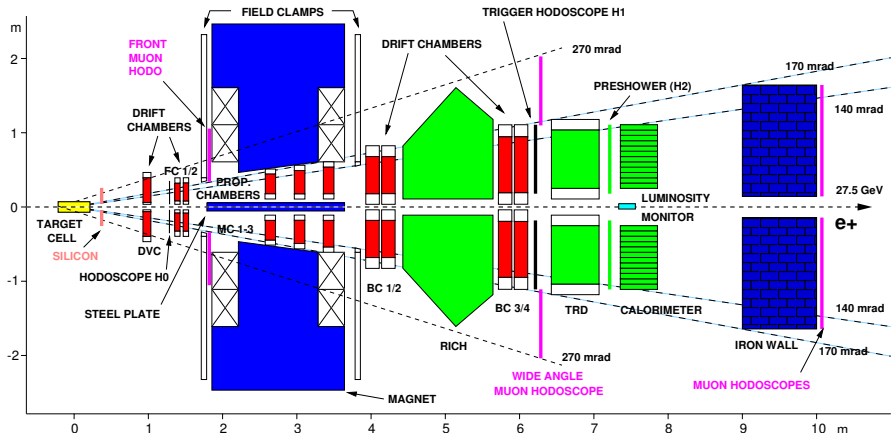 m
FIELD CLAMPS
TRIGGER HODOSCOPE H1
2
FRONT
MUON
HODO
DRIFT CHAMBERS
270 mrad
170 mrad
PRESHOWER (H2)
DRIFT
CHAMBERS
140 mrad
1
FC 1/2
PROP.
CHAMBERS
27.5 GeV
LUMINOSITY
0
MONITOR
e+
TARGET
CELL
MC 1-3
SILICON
DVC
HODOSCOPE H0
-1
BC 1/2
BC 3/4
TRD
CALORIMETER
STEEL PLATE
140 mrad
RICH
IRON WALL
170 mrad
-2
270 mrad
WIDE ANGLE
MUON HODOSCOPE
MUON HODOSCOPES
MAGNET
0 1 2 3 4 5 6 7 8 9 10 m